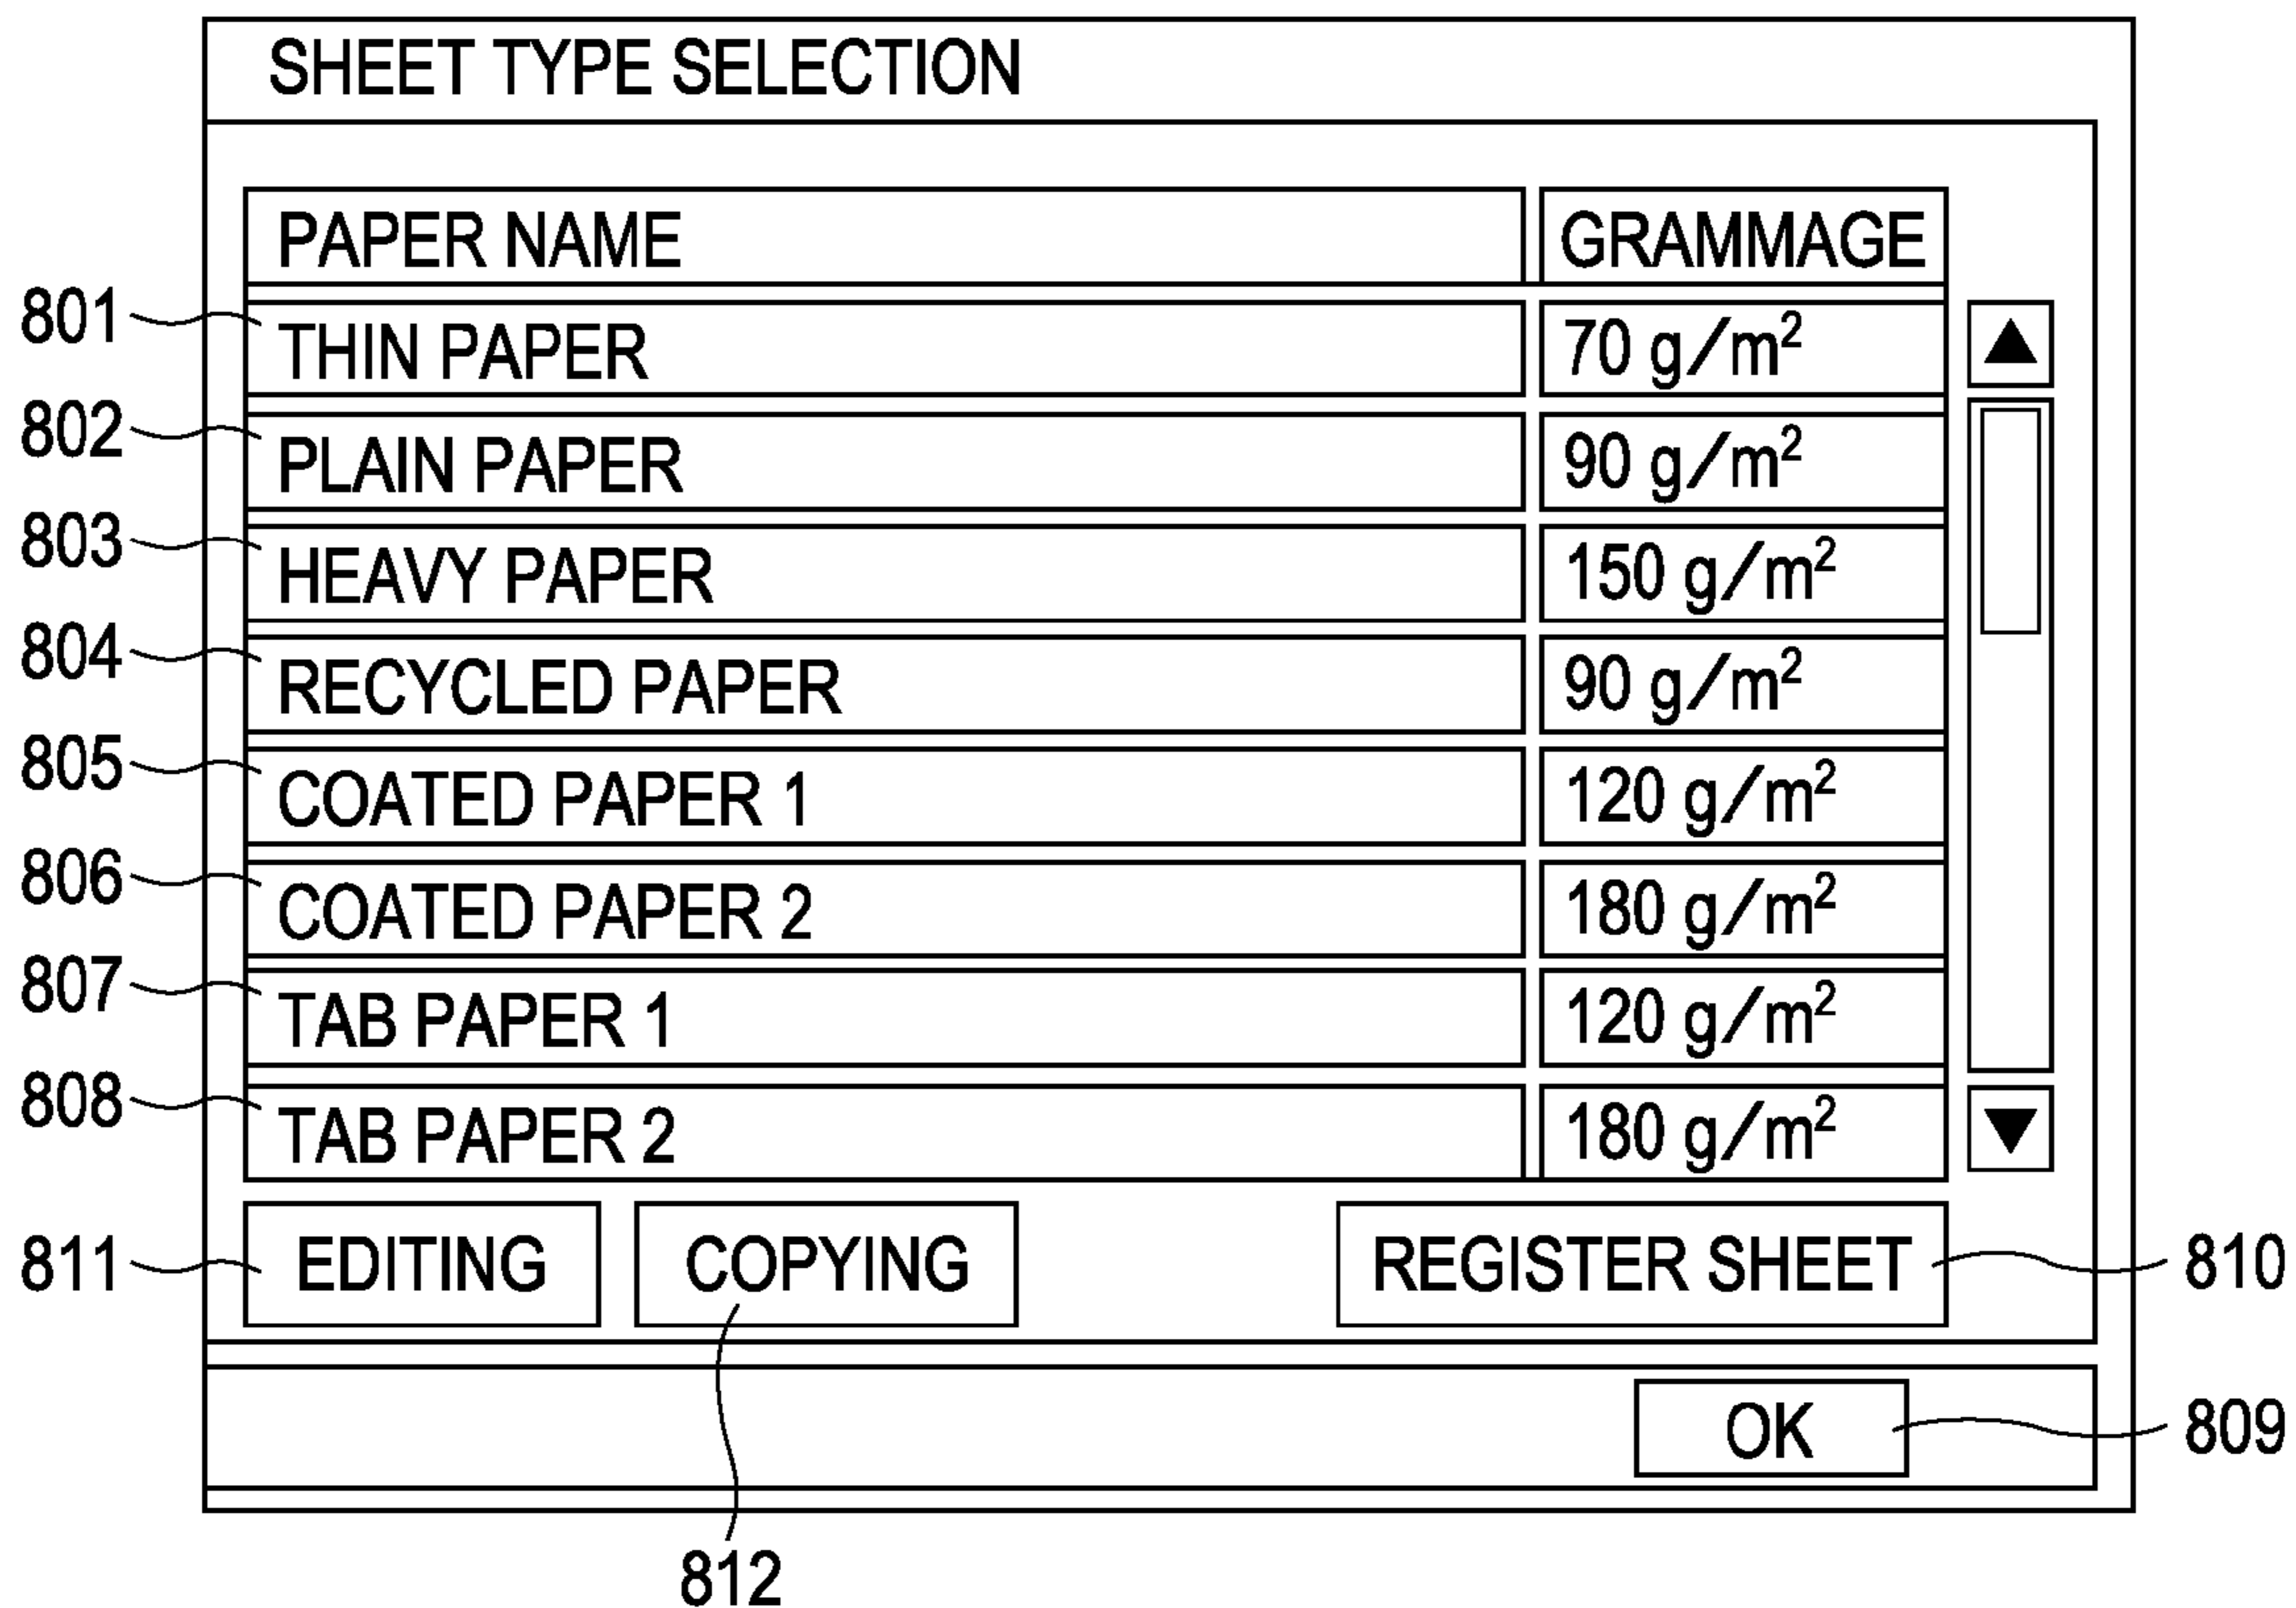 SHEET TYPE SELECTION
PAPER NAME GRAMMAGE
801 THIN PAPER 70 g/m²
802 PLAIN PAPER 90 g/m²
803 HEAVY PAPER 150 g/m²
804 RECYCLED PAPER 90 g/m²
805 COATED PAPER 1 120 g/m²
806 COATED PAPER 2 180 g/m²
807 TAB PAPER 1 120 g/m²
808 TAB PAPER 2 180 g/m²
811 EDITING COPYING REGISTER SHEET 810
OK 809
812